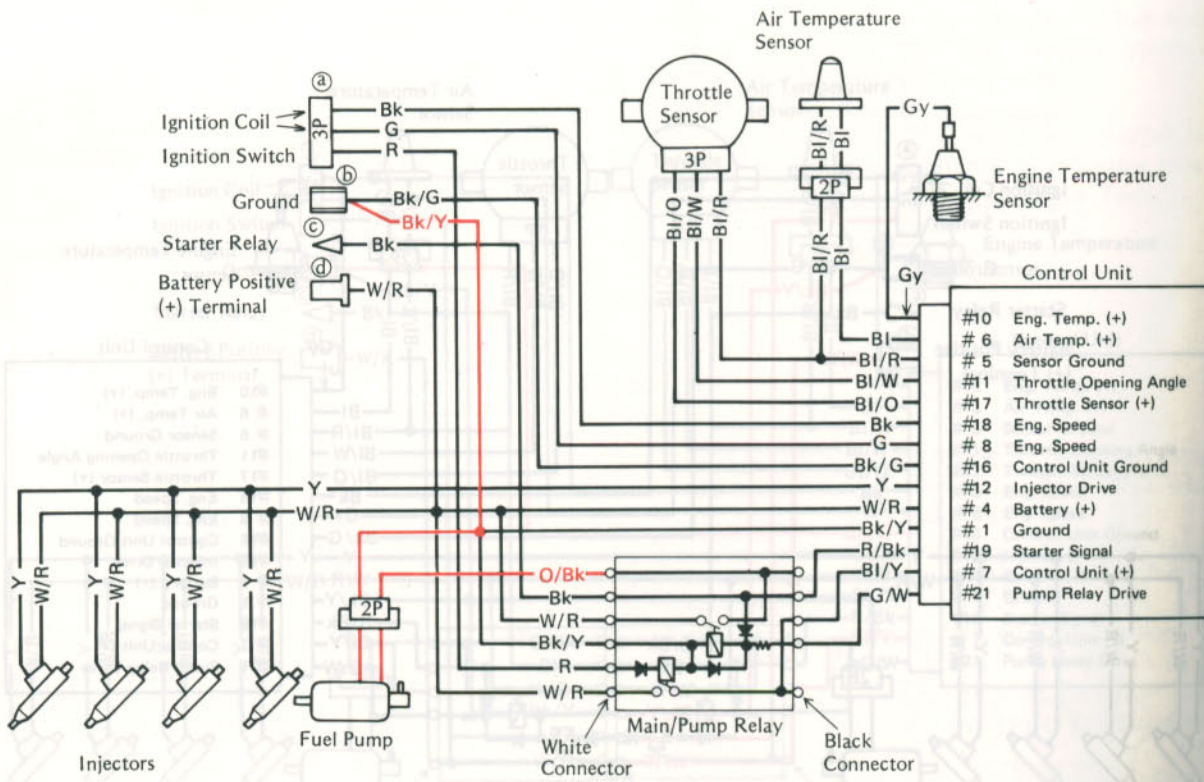 Air Temperature
Sensor
Throttle
Sensor
3P
Bl/R
Bl
2P
Gy
Engine Temperature
Sensor
ⓐ
Ignition Coil
3P
Bk
G
Ignition Switch
R
ⓑ
Ground
Bk/G
Bk/Y
ⓒ
Starter Relay
Bk
ⓓ
Battery Positive
(+) Terminal
W/R
Bl/O
Bl/W
Bl/R
Bl/R
Bl
Gy
Control Unit
#10 Eng. Temp. (+)
Bl # 6 Air Temp. (+)
Bl/R # 5 Sensor Ground
Bl/W #11 Throttle Opening Angle
Bl/O #17 Throttle Sensor (+)
Bk #18 Eng. Speed
G # 8 Eng. Speed
Bk/G #16 Control Unit Ground
Y Y #12 Injector Drive
W/R W/R # 4 Battery (+)
Bk/Y # 1 Ground
R/Bk #19 Starter Signal
Bl/Y # 7 Control Unit (+)
G/W #21 Pump Relay Drive
Y
W/R
Y
W/R
Y
W/R
Y
W/R
2P
O/Bk
Bk
W/R
Bk/Y
R
W/R
Injectors
Fuel Pump
White
Connector
Main/Pump Relay
Black
Connector